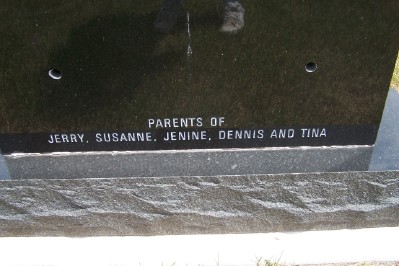 PARENTS OF
JERRY, SUSANNE, JENINE, DENNIS AND TINA